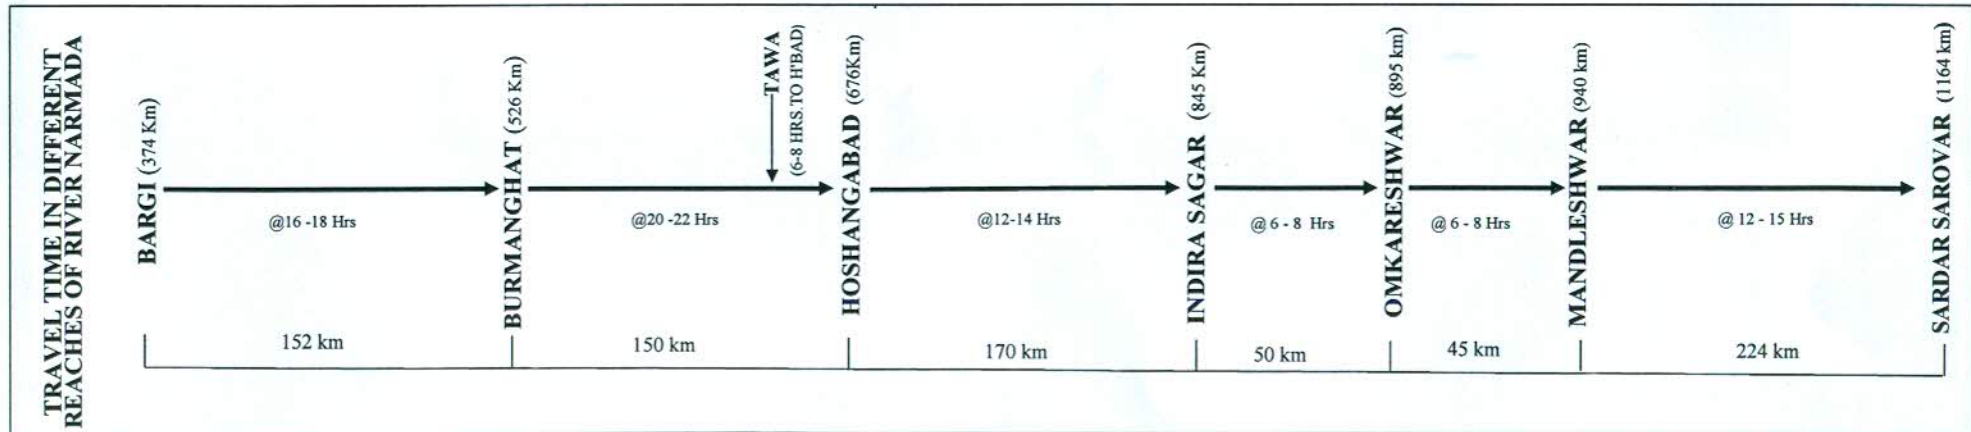 TRAVEL TIME IN DIFFERENT
REACHES OF RIVER NARMADA
BARGI (374 Km)
@16 -18 Hrs
BURMANGHAT (526 Km)
@20 -22 Hrs
TAWA
(6-8 HRS.TO H'BAD)
HOSHANGABAD (676Km)
@12-14 Hrs
INDIRA SAGAR (845 Km)
@ 6 - 8 Hrs
OMKARESHWAR (895 km)
@ 6 - 8 Hrs
MANDLESHWAR (940 km)
@ 12 - 15 Hrs
SARDAR SAROVAR (1164 km)
152 km
150 km
170 km
50 km
45 km
224 km